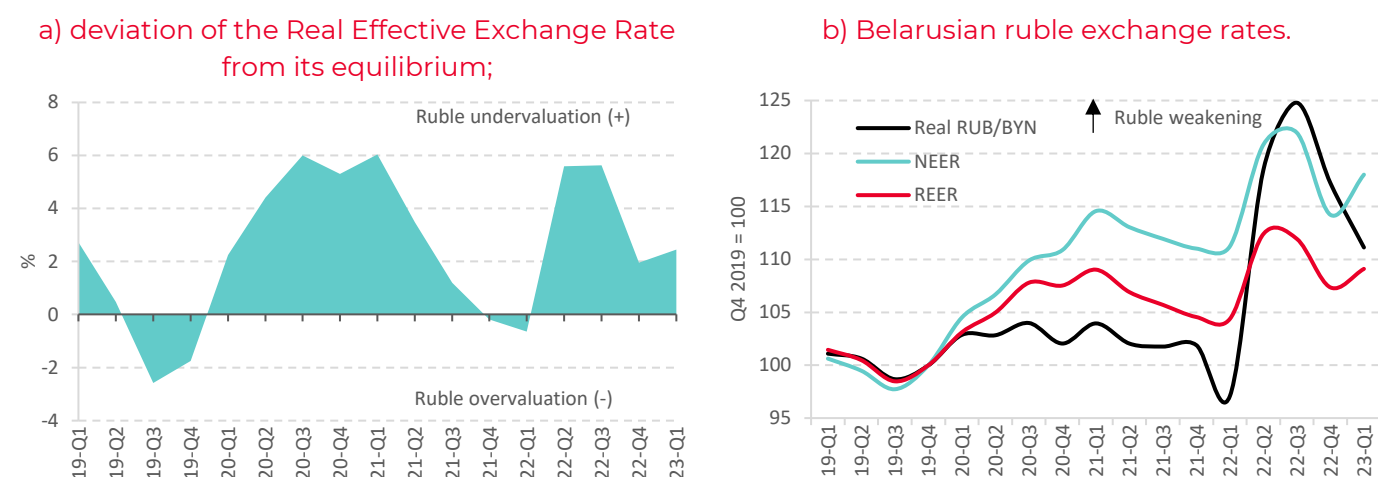 a) deviation of the Real Effective Exchange Rate
from its equilibrium;
8
6
4
2
0
-2
-4
%
Ruble undervaluation (+)
Ruble overvaluation (-)
19-Q1
19-Q2
19-Q3
19-Q4
20-Q1
20-Q2
20-Q3
20-Q4
21-Q1
21-Q2
21-Q3
21-Q4
22-Q1
22-Q2
22-Q3
22-Q4
23-Q1
b) Belarusian ruble exchange rates.
125
120
115
110
105
100
95
Q4 2019 = 100
Real RUB/BYN
NEER
REER
Ruble weakening
19-Q1
19-Q2
19-Q3
19-Q4
20-Q1
20-Q2
20-Q3
20-Q4
21-Q1
21-Q2
21-Q3
21-Q4
22-Q1
22-Q2
22-Q3
22-Q4
23-Q1